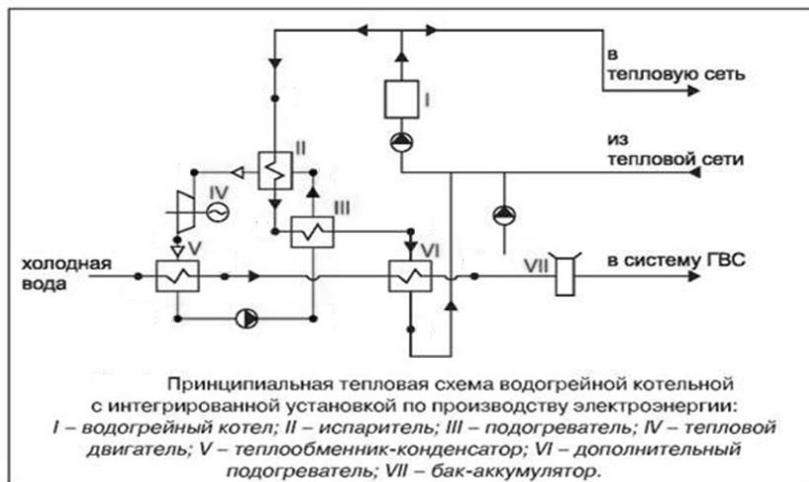 в
тепловую сеть
I
из
тепловой сети
II
IV
III
V
VI
холодная
вода
VII
в систему ГВС
Принципиальная тепловая схема водогрейной котельной
с интегрированной установкой по производству электроэнергии:
I – водогрейный котел; II – испаритель; III – подогреватель; IV – тепловой
двигатель; V – теплообменник-конденсатор; VI – дополнительный
подогреватель; VII – бак-аккумулятор.